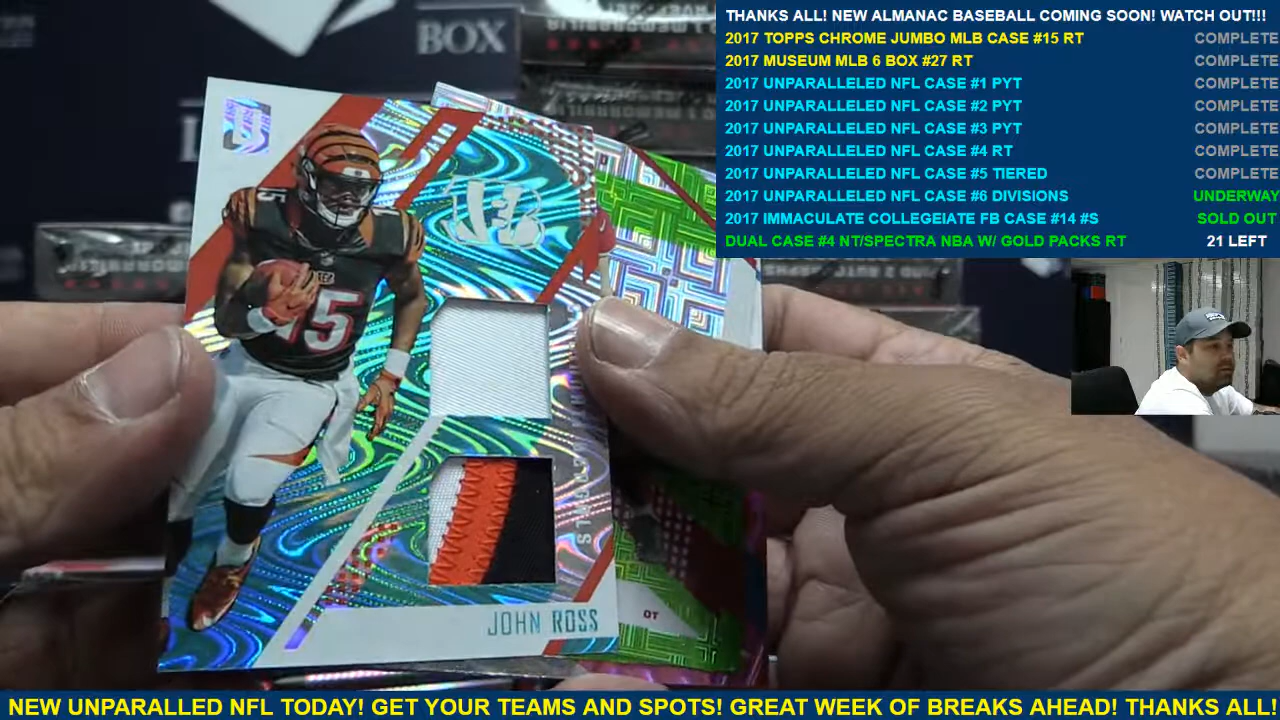 THANKS ALL! NEW ALMANAC BASEBALL COMING SOON! WATCH OUT!!!
2017 TOPPS CHROME JUMBO MLB CASE #15 RT COMPLETE
2017 MUSEUM MLB 6 BOX #27 RT COMPLETE
2017 UNPARALLELED NFL CASE #1 PYT COMPLETE
2017 UNPARALLELED NFL CASE #2 PYT COMPLETE
2017 UNPARALLELED NFL CASE #3 PYT COMPLETE
2017 UNPARALLELED NFL CASE #4 RT COMPLETE
2017 UNPARALLELED NFL CASE #5 TIERED COMPLETE
2017 UNPARALLELED NFL CASE #6 DIVISIONS UNDERWAY
2017 IMMACULATE COLLEGEIATE FB CASE #14 #S SOLD OUT
DUAL CASE #4 NT/SPECTRA NBA W/ GOLD PACKS RT 21 LEFT
BOX
15
15
JOHN ROSS
OT
NEW UNPARALLED NFL TODAY! GET YOUR TEAMS AND SPOTS! GREAT WEEK OF BREAKS AHEAD! THANKS ALL!